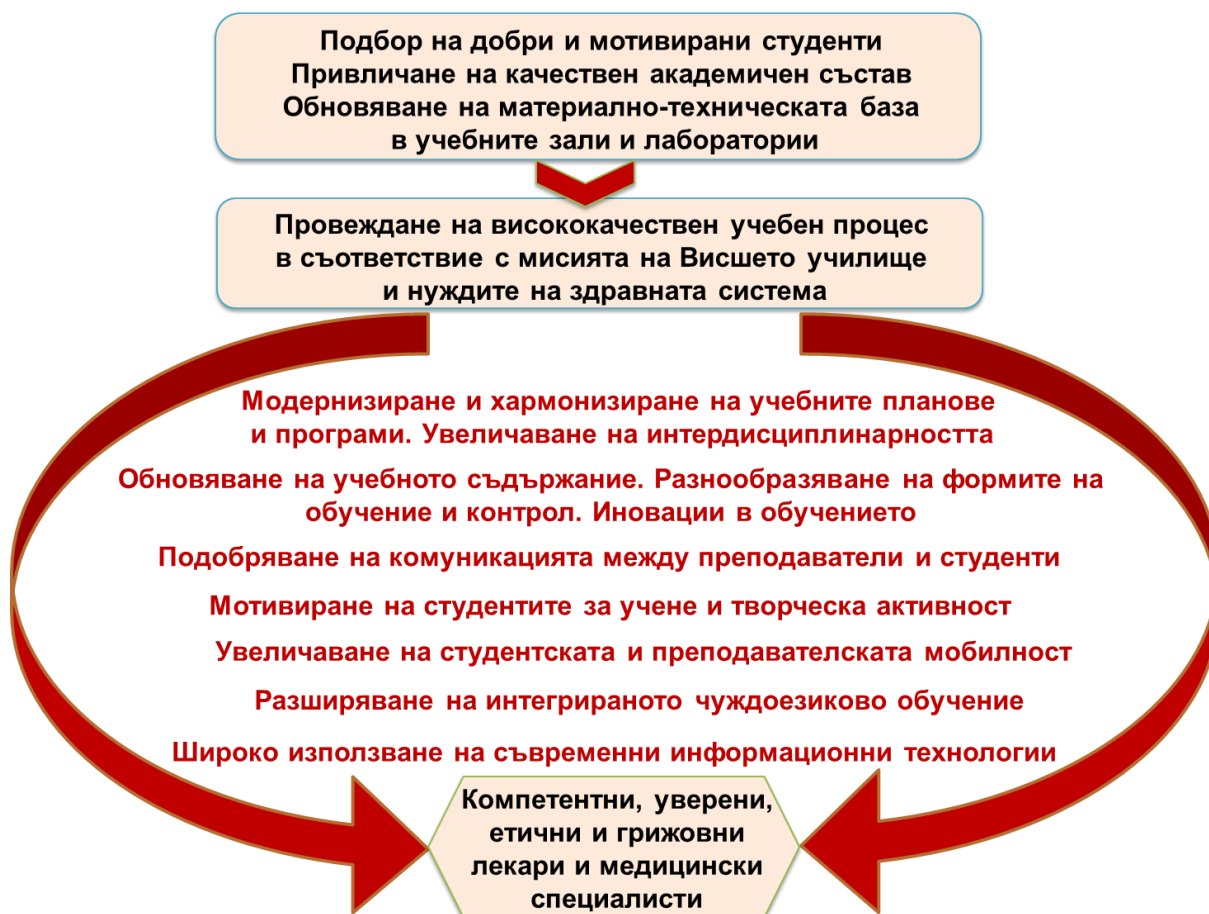 Подбор на добри и мотивирани студенти
Привличане на качествен академичен състав
Обновяване на материално-техническата база
в учебните зали и лаборатории
Провеждане на висококачествен учебен процес
в съответствие с мисията на Висшето училище
и нуждите на здравната система
Модернизиране и хармонизиране на учебните планове
и програми. Увеличаване на интердисциплинарността
Обновяване на учебното съдържание. Разнообразяване на формите на
обучение и контрол. Иновации в обучението
Подобряване на комуникацията между преподаватели и студенти
Мотивиране на студентите за учене и творческа активност
Увеличаване на студентската и преподавателската мобилност
Разширяване на интегрираното чуждоезиково обучение
Широко използване на съвременни информационни технологии
Компетентни, уверени,
етични и грижовни
лекари и медицински
специалисти